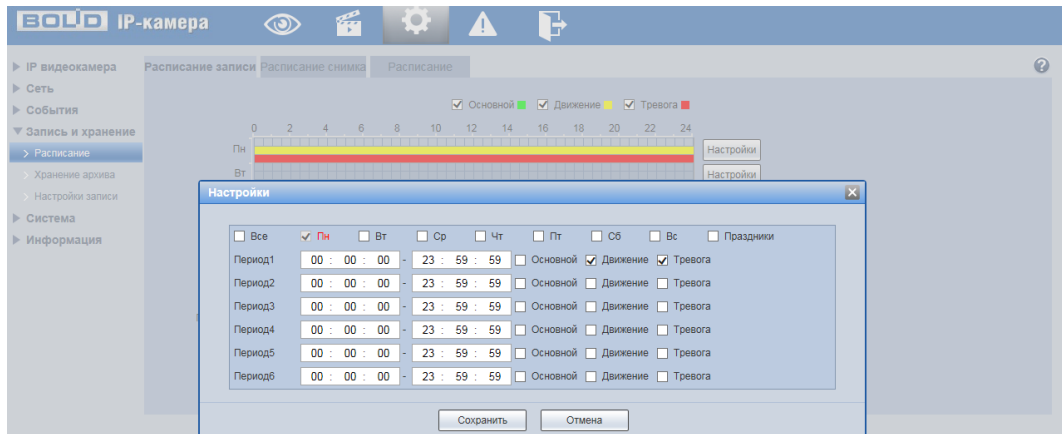 BOLID IP-камера
IP видеокамера
Сеть
События
Запись и хранение
Расписание
Хранение архива
Настройки записи
Система
Информация
Расписание записи Расписание снимка Расписание
Основной Движение Тревога
0 2 4 6 8 10 12 14 16 18 20 22 24
Пн Настройки
Вт Настройки
Настройки
Все Пн Вт Ср Чт Пт Сб Вс Праздники
Период1 00 : 00 : 00 - 23 : 59 : 59 Основной Движение Тревога
Период2 00 : 00 : 00 - 23 : 59 : 59 Основной Движение Тревога
Период3 00 : 00 : 00 - 23 : 59 : 59 Основной Движение Тревога
Период4 00 : 00 : 00 - 23 : 59 : 59 Основной Движение Тревога
Период5 00 : 00 : 00 - 23 : 59 : 59 Основной Движение Тревога
Период6 00 : 00 : 00 - 23 : 59 : 59 Основной Движение Тревога
Сохранить Отмена